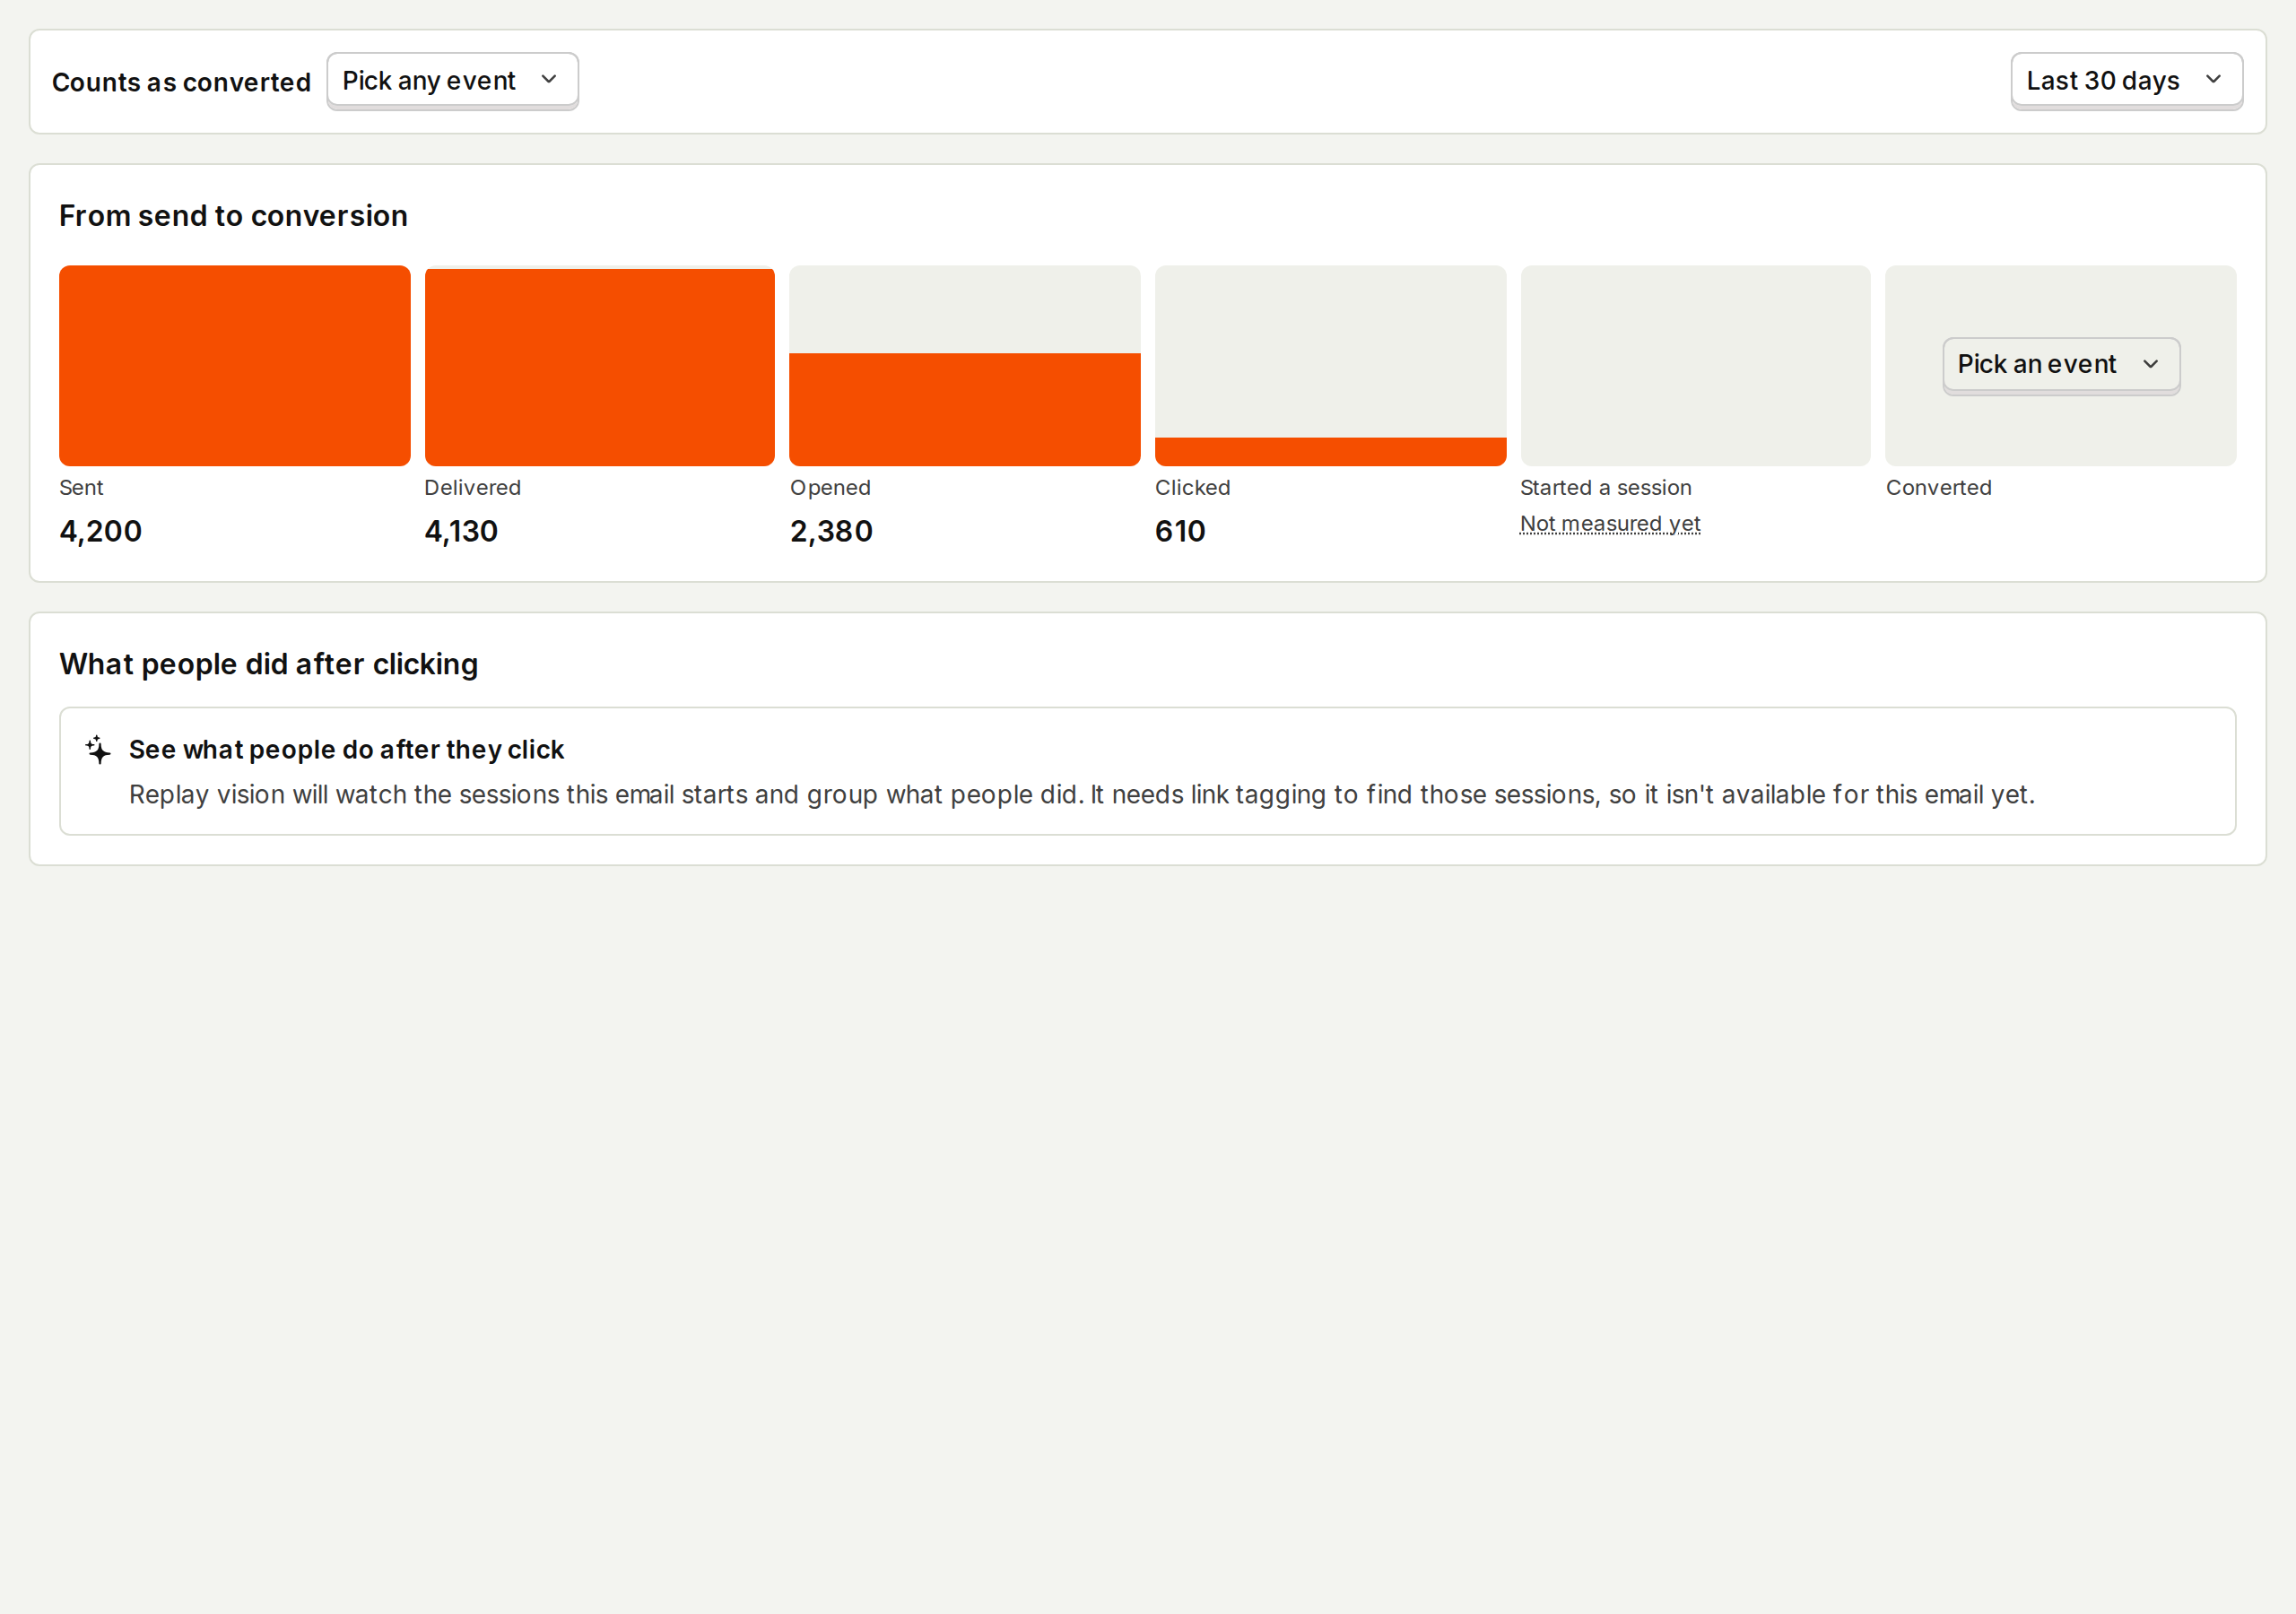 Counts as converted
Pick any event
Last 30 days
From send to conversion
Pick an event
Sent
Delivered
Opened
Clicked
Started a session
Converted
4,200
4,130
2,380
610
Not measured yet
What people did after clicking
See what people do after they click
Replay vision will watch the sessions this email starts and group what people did. It needs link tagging to find those sessions, so it isn't available for this email yet.